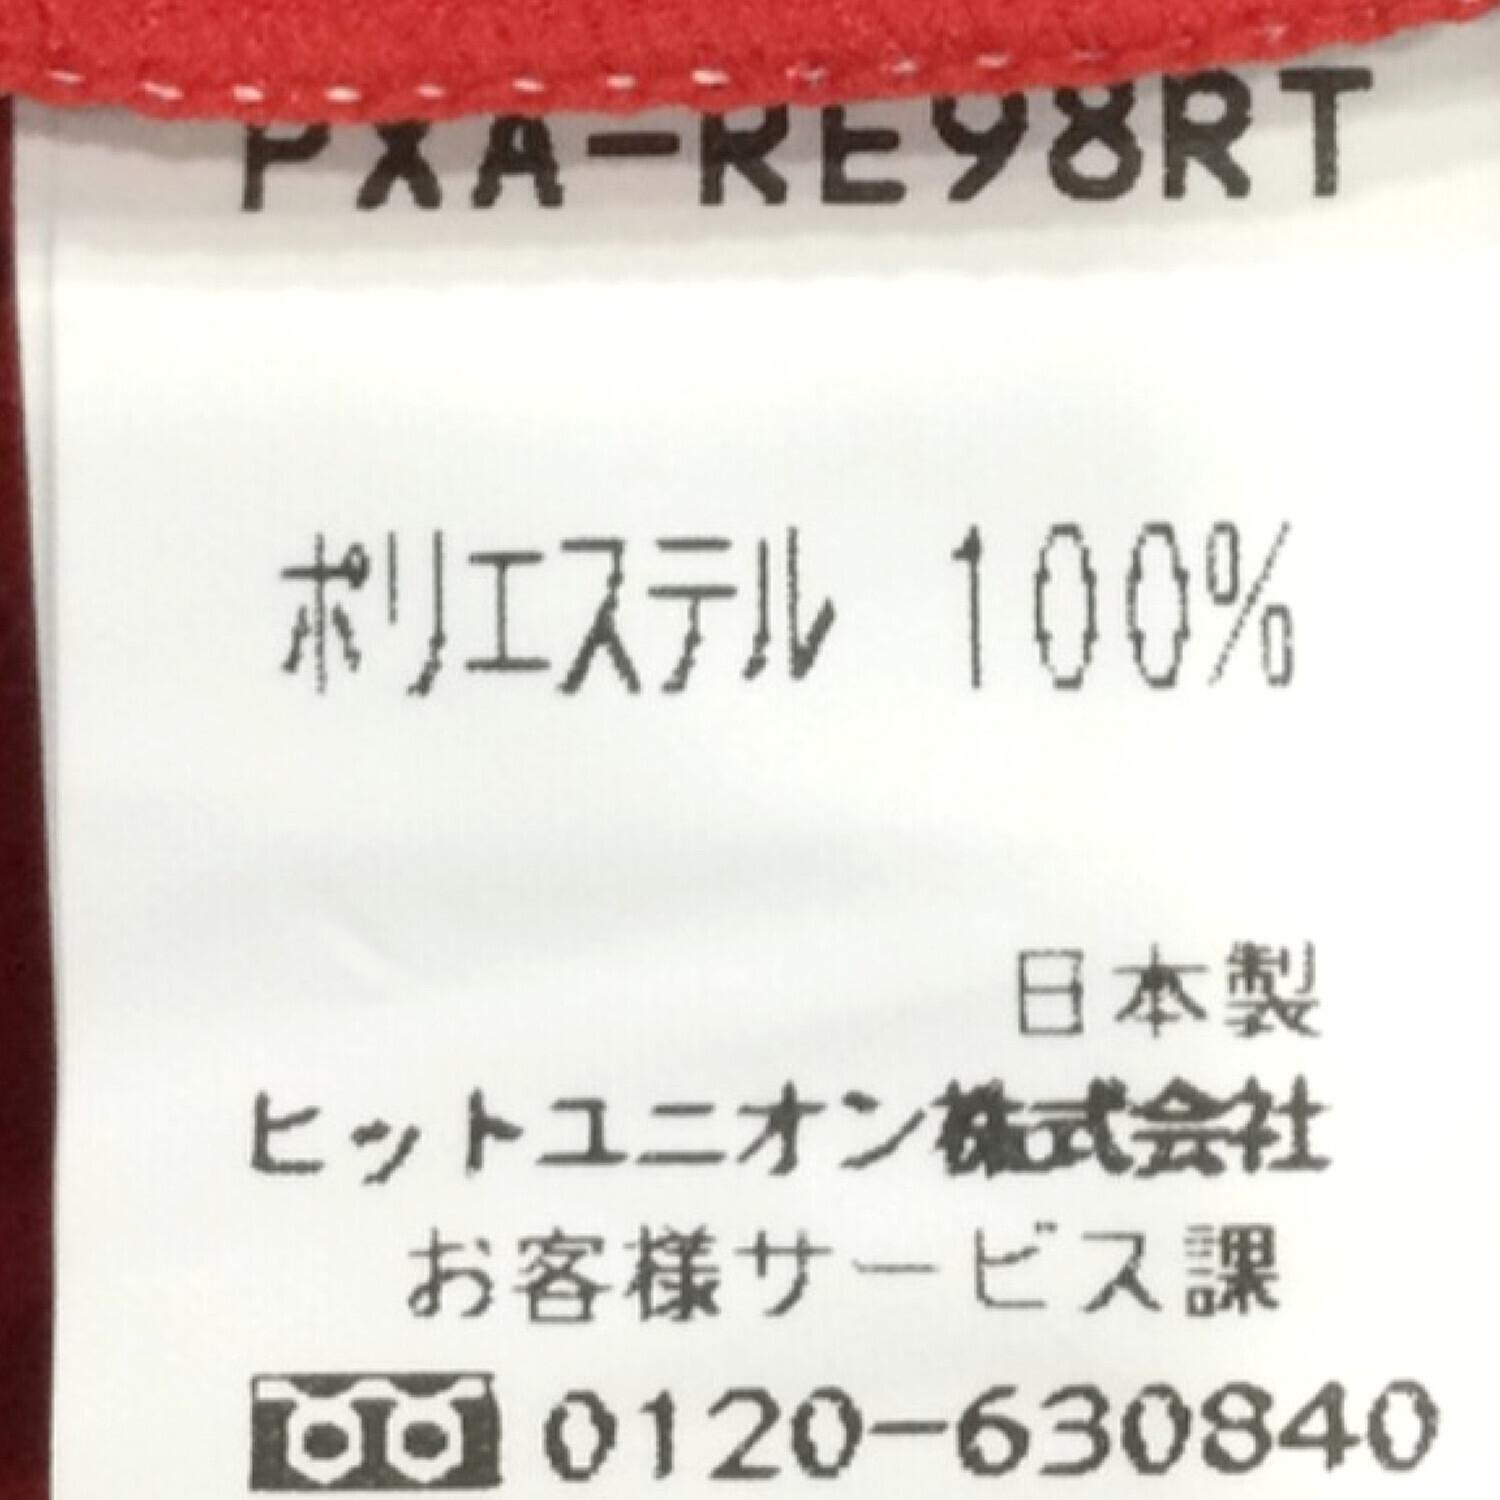 PXA-RE98RT
ポリエステル 100%
日本製
ヒットユニオン株式会社
お客様サービス課
0120-630840